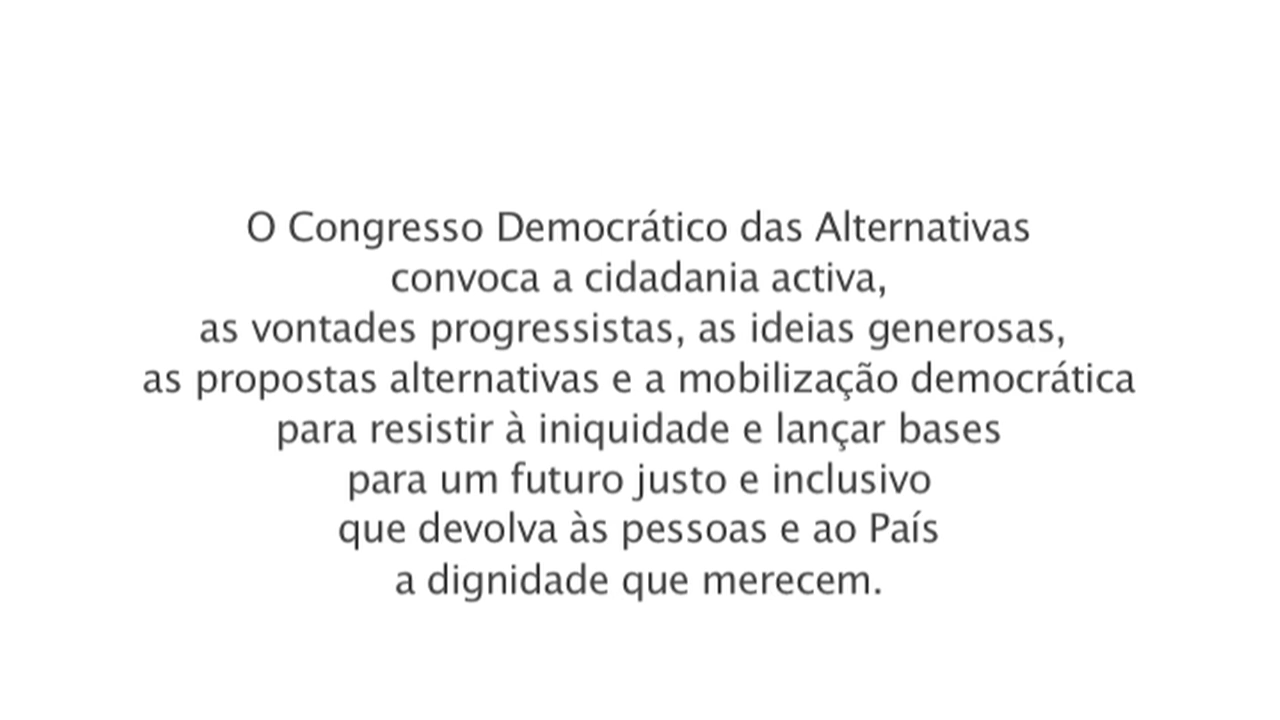 O Congresso Democrático das Alternativas
convoca a cidadania activa,
as vontades progressistas, as ideias generosas,
as propostas alternativas e a mobilização democrática
para resistir à iniquidade e lançar bases
para um futuro justo e inclusivo
que devolva às pessoas e ao País
a dignidade que merecem.